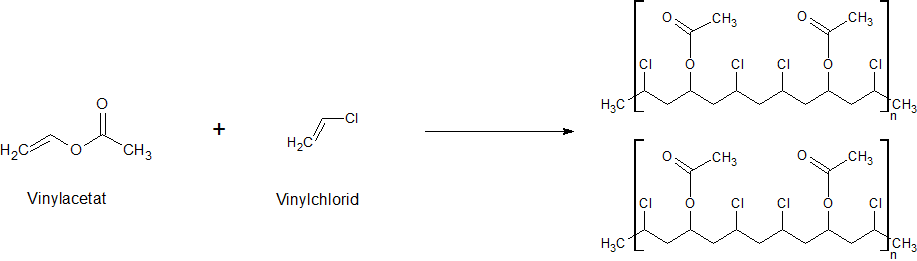 O CH3 O CH3
Cl O Cl Cl O Cl
H3C CH3
n
O
H2C O CH3
+
Cl
H2C
Vinylacetat
Vinylchlorid
O CH3 O CH3
Cl O Cl Cl O Cl
H3C CH3
n